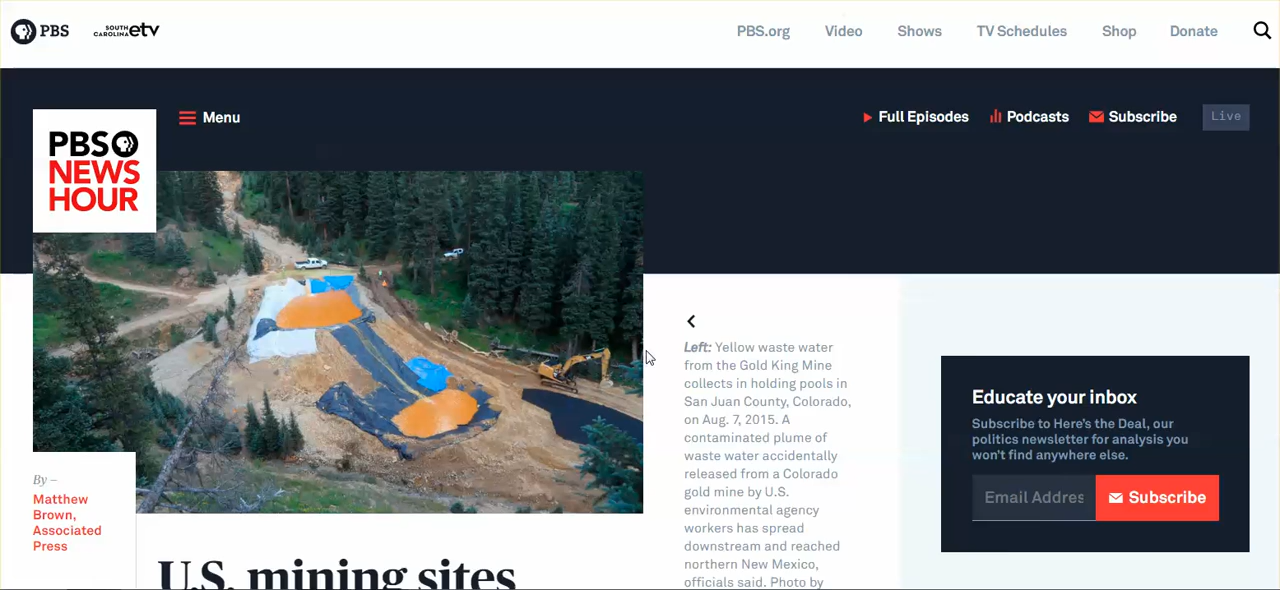 PBS
SOUTH CAROLINA etv
PBS.org Video Shows TV Schedules Shop Donate
PBS
NEWS
HOUR
Menu
Full Episodes Podcasts Subscribe Live
Left: Yellow waste water
from the Gold King Mine
collects in holding pools in
San Juan County, Colorado,
on Aug. 7, 2015. A
contaminated plume of
waste water accidentally
released from a Colorado
gold mine by U.S.
environmental agency
workers has spread
downstream and reached
northern New Mexico,
officials said. Photo by
Educate your inbox
Subscribe to Here's the Deal, our
politics newsletter for analysis you
won't find anywhere else.
Email Addres Subscribe
By –
Matthew
Brown,
Associated
Press
U.S. mining sites